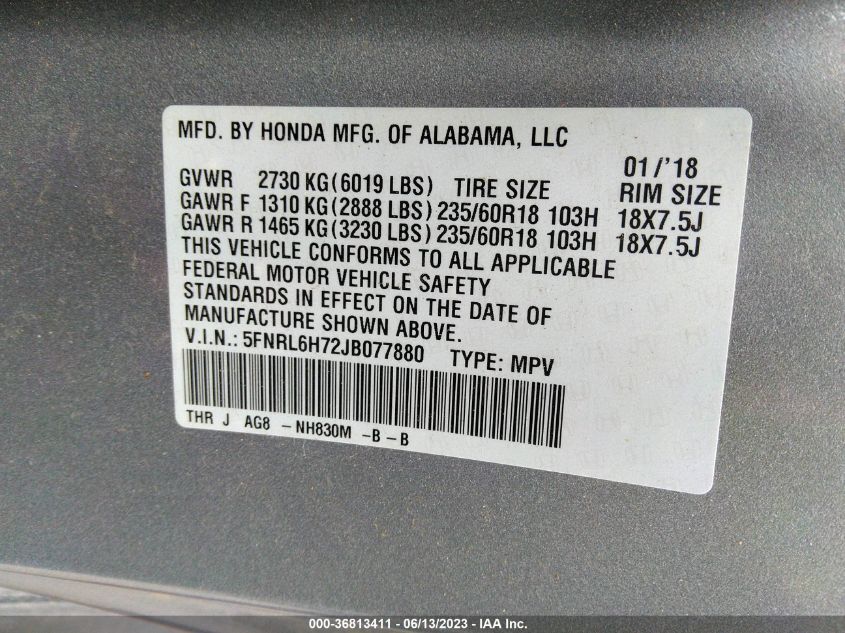 MFD. BY HONDA MFG. OF ALABAMA, LLC
01/'18
GVWR 2730 KG(6019 LBS) TIRE SIZE RIM SIZE
GAWR F 1310 KG(2888 LBS) 235/60R18 103H 18X7.5J
GAWR R 1465 KG(3230 LBS) 235/60R18 103H 18X7.5J
THIS VEHICLE CONFORMS TO ALL APPLICABLE
FEDERAL MOTOR VEHICLE SAFETY
STANDARDS IN EFFECT ON THE DATE OF
MANUFACTURE SHOWN ABOVE.
V.I.N.: 5FNRL6H72JB077880 TYPE: MPV
THR J AG8 -NH830M -B-B
000-36813411 - 06/13/2023 - IAA Inc.